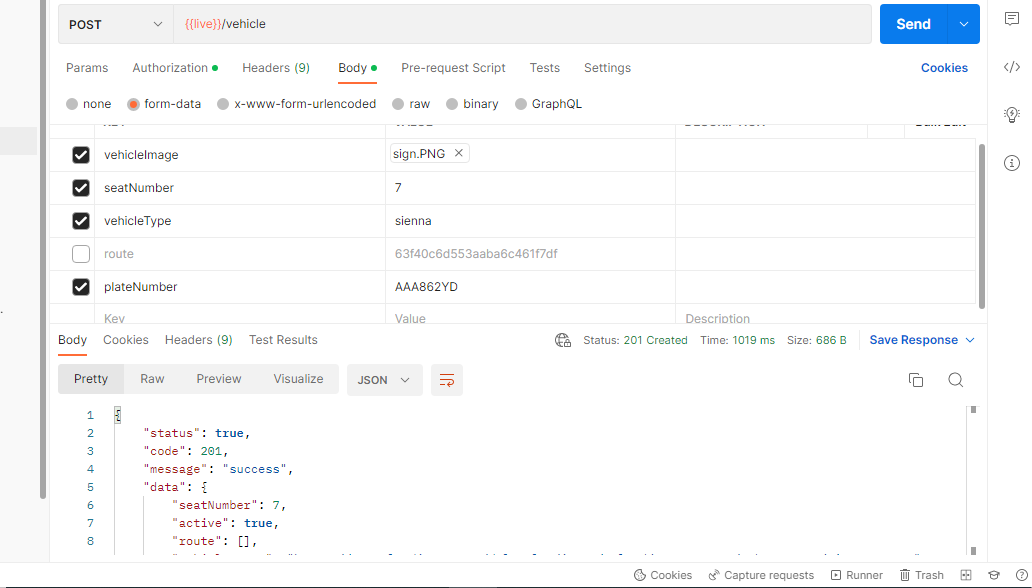 POST {{live}}/vehicle Send
Params Authorization Headers (9) Body Pre-request Script Tests Settings Cookies
none form-data x-www-form-urlencoded raw binary GraphQL
vehicleImage sign.PNG
seatNumber 7
vehicleType sienna
route 63f40c6d553aaba6c461f7df
plateNumber AAA862YD
Key Value Description
Body Cookies Headers (9) Test Results Status: 201 Created Time: 1019 ms Size: 686 B Save Response
Pretty Raw Preview Visualize JSON
1 {
2 "status": true,
3 "code": 201,
4 "message": "success",
5 "data": {
6 "seatNumber": 7,
7 "active": true,
8 "route": [],
Cookies Capture requests Runner Trash